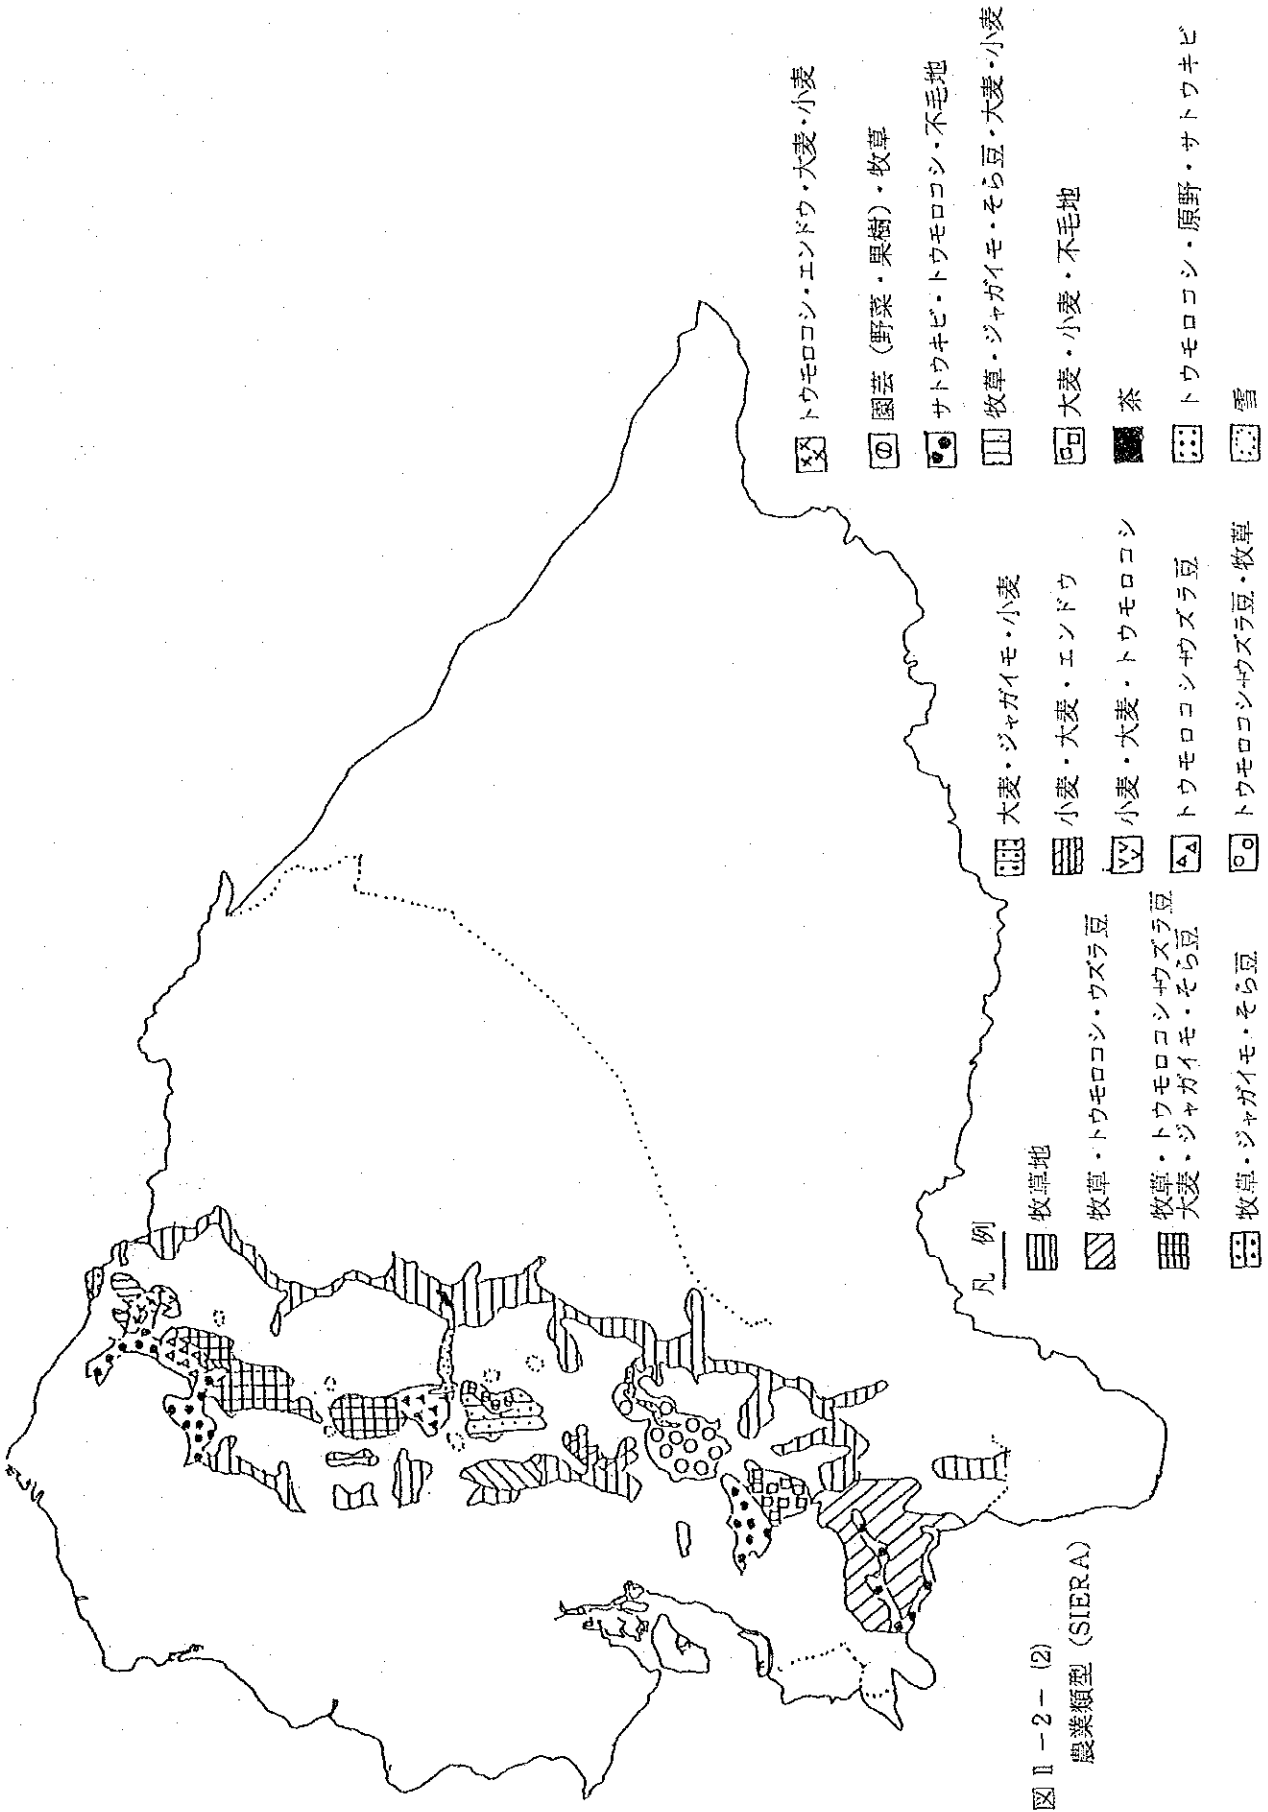 図Ⅱ-2-(2)
農業類型 (SIERA)
凡例
牧草地
牧草・トウモロコシ・ウズラ豆
牧草・トウモロコシ+ウズラ豆
大麦・ジャガイモ・そら豆
牧草・ジャガイモ・そら豆
大麦・ジャガイモ・小麦
小麦・大麦・エンドウ
小麦・大麦・トウモロコシ
トウモロコシ+ウズラ豆
トウモロコシ+ウズラ豆・牧草
トウモロコシ・エンドウ・大麦・小麦
園芸(野菜・果樹)・牧草
サトウキビ・トウモロコシ・不毛地
牧草・ジャガイモ・そら豆・大麦・小麦
大麦・小麦・不毛地
茶
トウモロコシ・原野・サトウキビ
雪